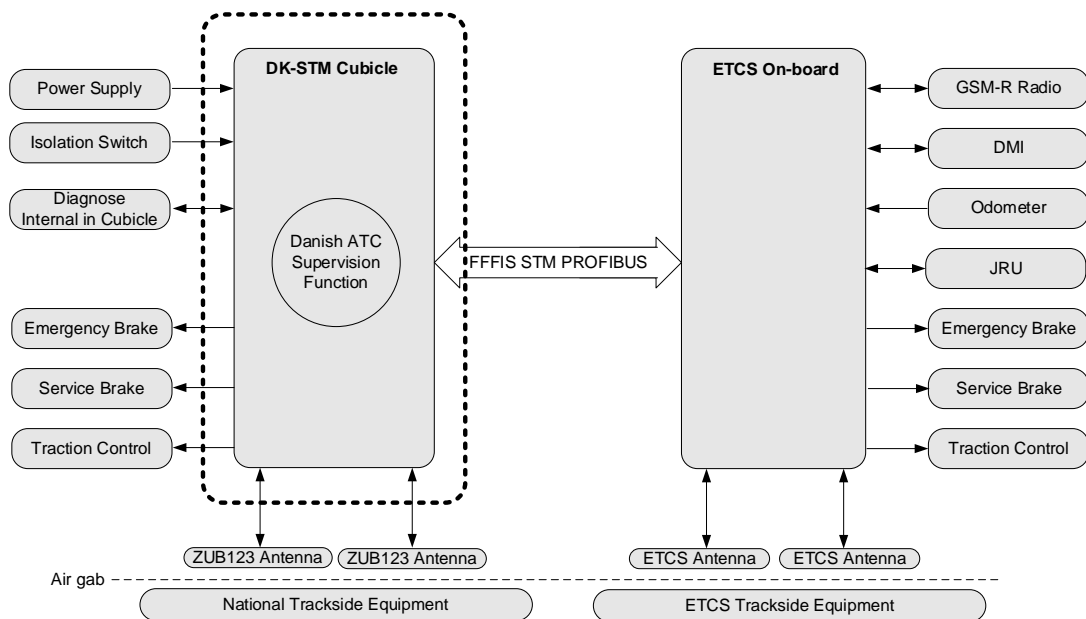 DK-STM Cubicle
ETCS On-board
Power Supply
Isolation Switch
Diagnose
Internal in Cubicle
Emergency Brake
Service Brake
Traction Control
Danish ATC
Supervision
Function
FFFIS STM PROFIBUS
GSM-R Radio
DMI
Odometer
JRU
Emergency Brake
Service Brake
Traction Control
ZUB123 Antenna
ZUB123 Antenna
ETCS Antenna
ETCS Antenna
Air gab
National Trackside Equipment
ETCS Trackside Equipment